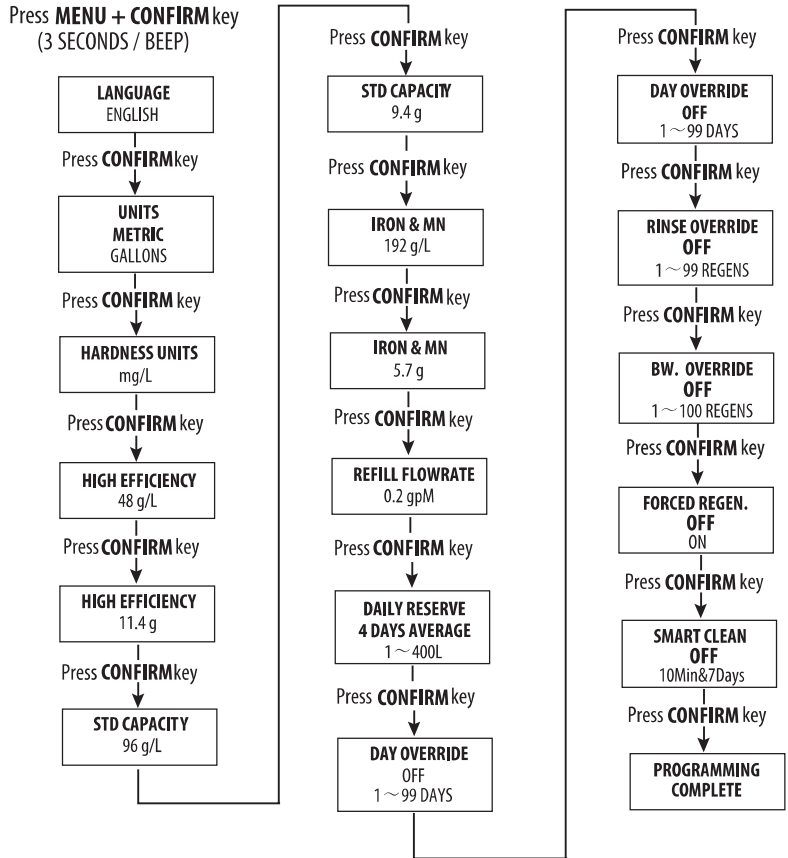 Press MENU + CONFIRM key
(3 SECONDS / BEEP)
LANGUAGE
ENGLISH
Press CONFIRM key
UNITS
METRIC
GALLONS
Press CONFIRM key
HARDNESS UNITS
mg/L
Press CONFIRM key
HIGH EFFICIENCY
48 g/L
Press CONFIRM key
HIGH EFFICIENCY
11.4 g
Press CONFIRM key
STD CAPACITY
96 g/L
Press CONFIRM key
STD CAPACITY
9.4 g
Press CONFIRM key
IRON & MN
192 g/L
Press CONFIRM key
IRON & MN
5.7 g
Press CONFIRM key
REFILL FLOWRATE
0.2 gpM
Press CONFIRM key
DAILY RESERVE
4 DAYS AVERAGE
1～400L
Press CONFIRM key
DAY OVERRIDE
OFF
1～99 DAYS
Press CONFIRM key
DAY OVERRIDE
OFF
1～99 DAYS
Press CONFIRM key
RINSE OVERRIDE
OFF
1～99 REGENS
Press CONFIRM key
BW. OVERRIDE
OFF
1～100 REGENS
Press CONFIRM key
FORCED REGEN.
OFF
ON
Press CONFIRM key
SMART CLEAN
OFF
10Min&7Days
Press CONFIRM key
PROGRAMMING
COMPLETE